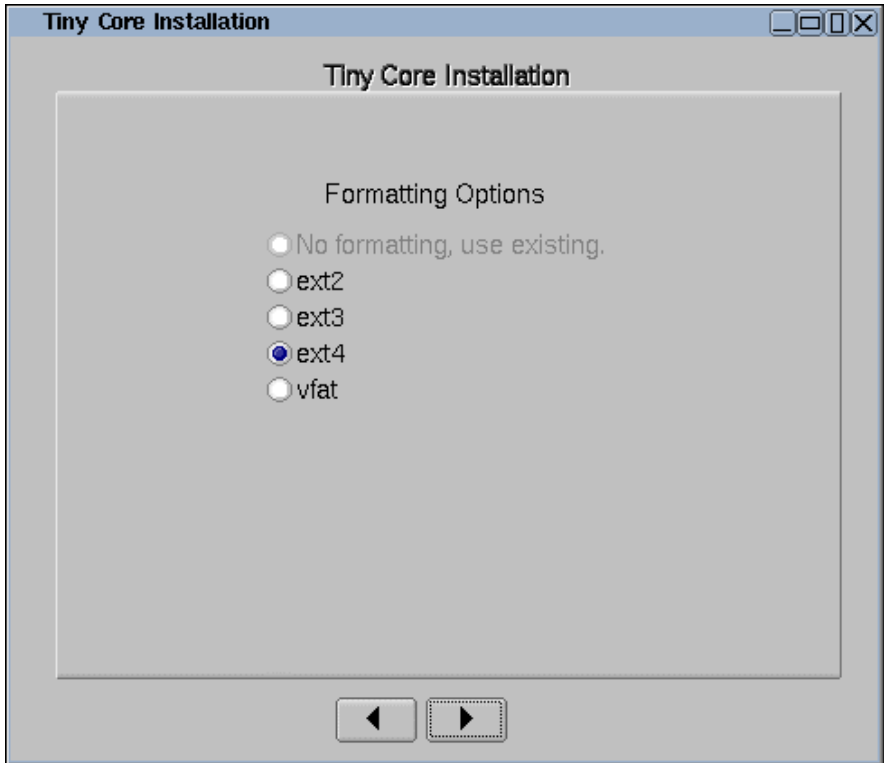 Tiny Core Installation
Tiny Core Installation
Formatting Options
No formatting, use existing.
ext2
ext3
ext4
vfat